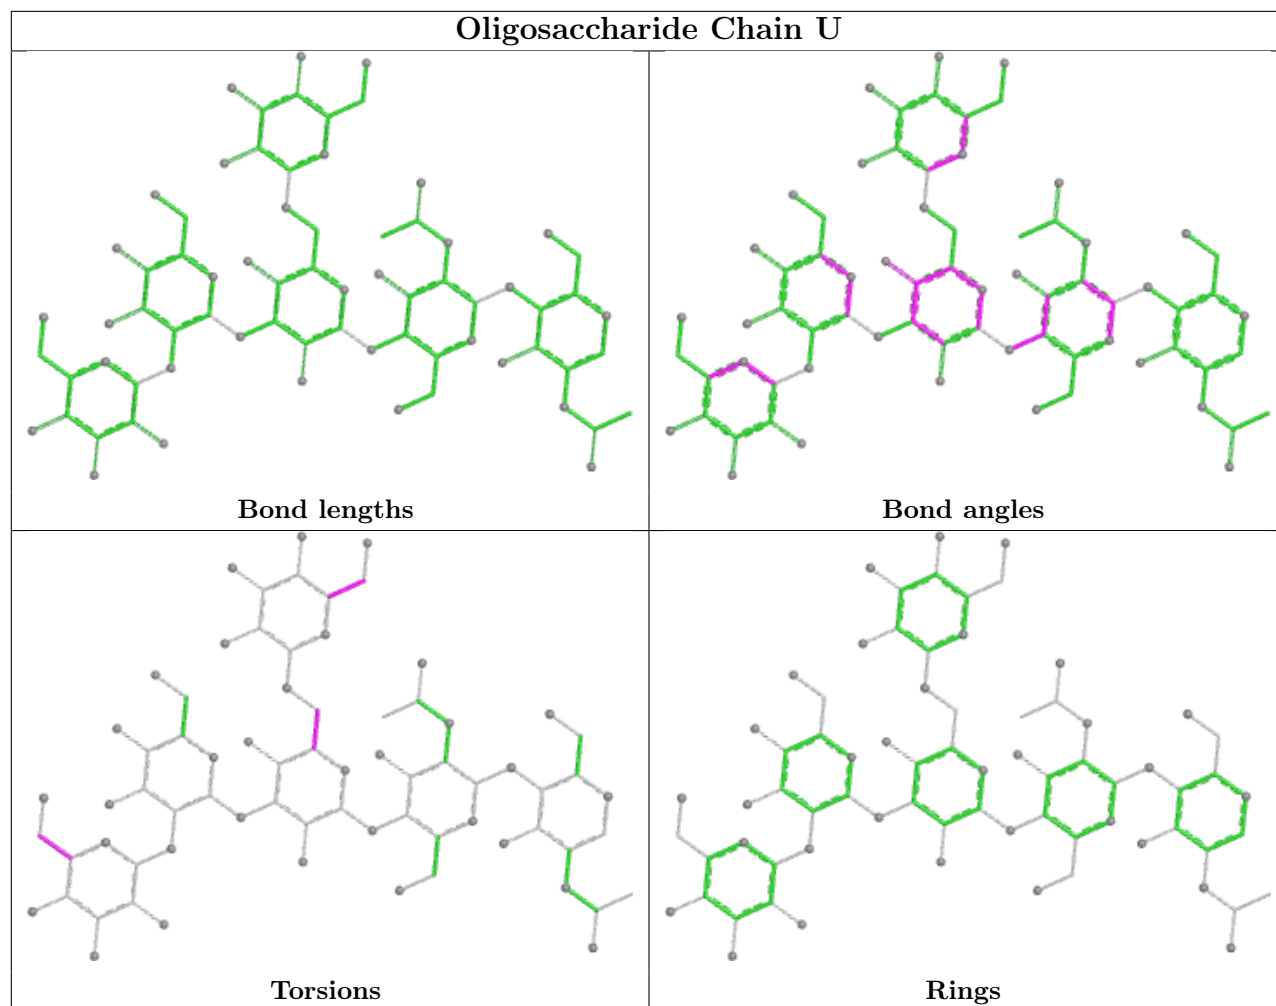 Oligosaccharide Chain U
Bond lengths
Bond angles
Torsions
Rings